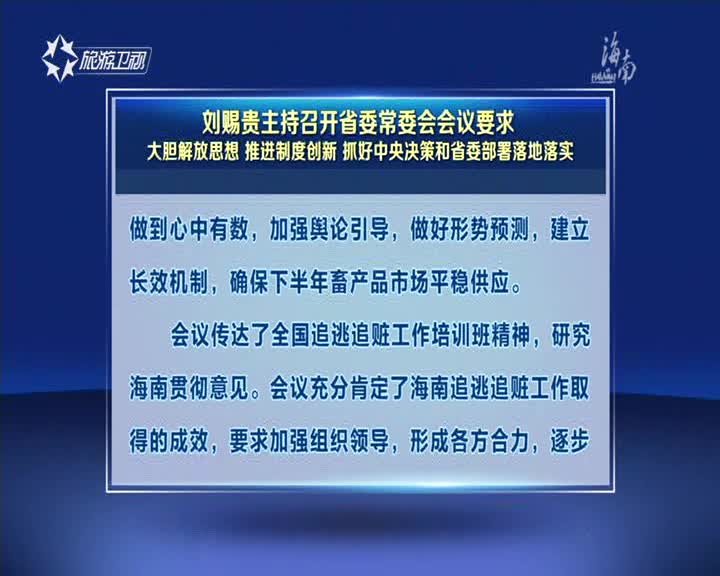 旅游卫视
海南
HAINAN
刘赐贵主持召开省委常委会会议要求
大胆解放思想 推进制度创新 抓好中央决策和省委部署落地落实
做到心中有数，加强舆论引导，做好形势预测，建立
长效机制，确保下半年畜产品市场平稳供应。
会议传达了全国追逃追赃工作培训班精神，研究
海南贯彻意见。会议充分肯定了海南追逃追赃工作取
得的成效，要求加强组织领导，形成各方合力，逐步